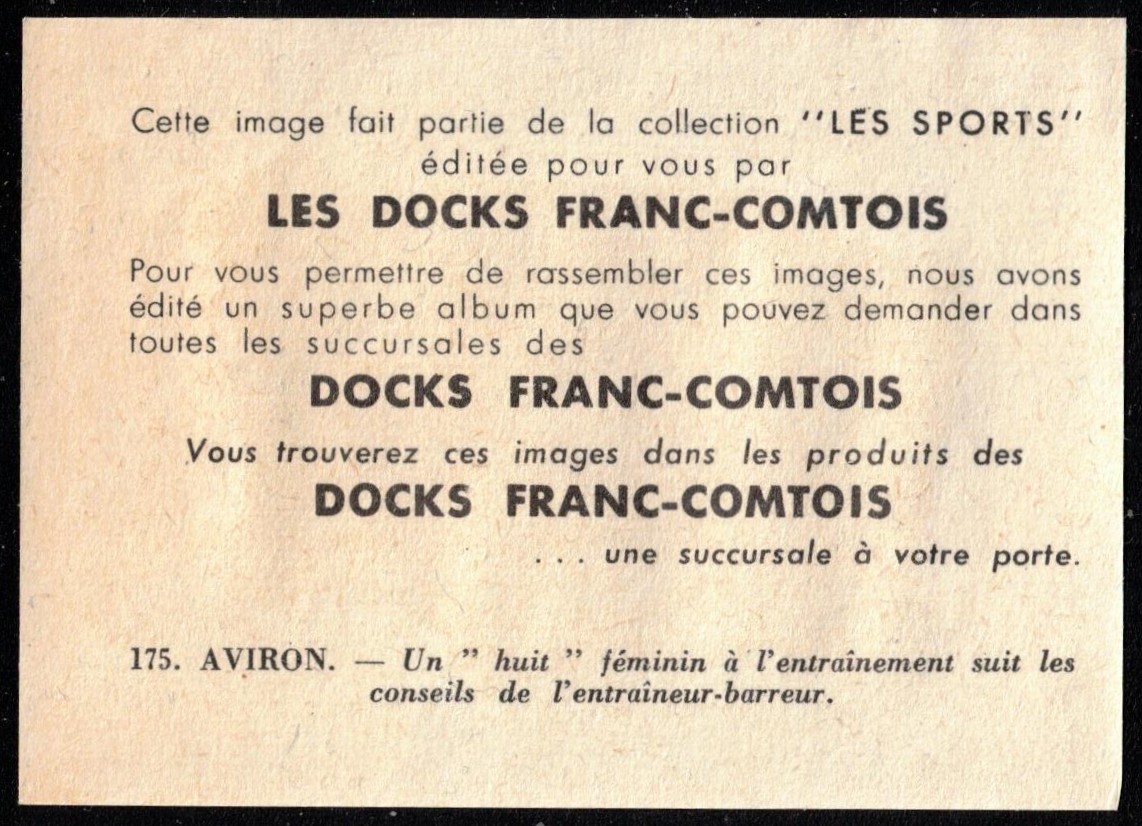 Cette image fait partie de la collection ''LES SPORTS''
éditée pour vous par
LES DOCKS FRANC-COMTOIS
Pour vous permettre de rassembler ces images, nous avons
édité un superbe album que vous pouvez demander dans
toutes les succursales des
DOCKS FRANC-COMTOIS
Vous trouverez ces images dans les produits des
DOCKS FRANC-COMTOIS
. . . une succursale à votre porte.
175. AVIRON. — Un ” huit ” féminin à l'entraînement suit les
conseils de l'entraîneur-barreur.